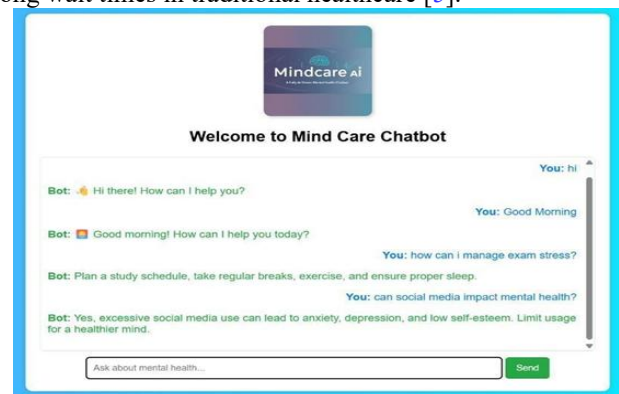 ong wait times in traditional healthcare [5].
Mindcare AI
Welcome to Mind Care Chatbot
You: hi
Bot: 👋 Hi there! How can I help you?
You: Good Morning
Bot: 🌅 Good morning! How can I help you today?
You: how can i manage exam stress?
Bot: Plan a study schedule, take regular breaks, exercise, and ensure proper sleep.
You: can social media impact mental health?
Bot: Yes, excessive social media use can lead to anxiety, depression, and low self-esteem. Limit usage
for a healthier mind.
Ask about mental health...
Send